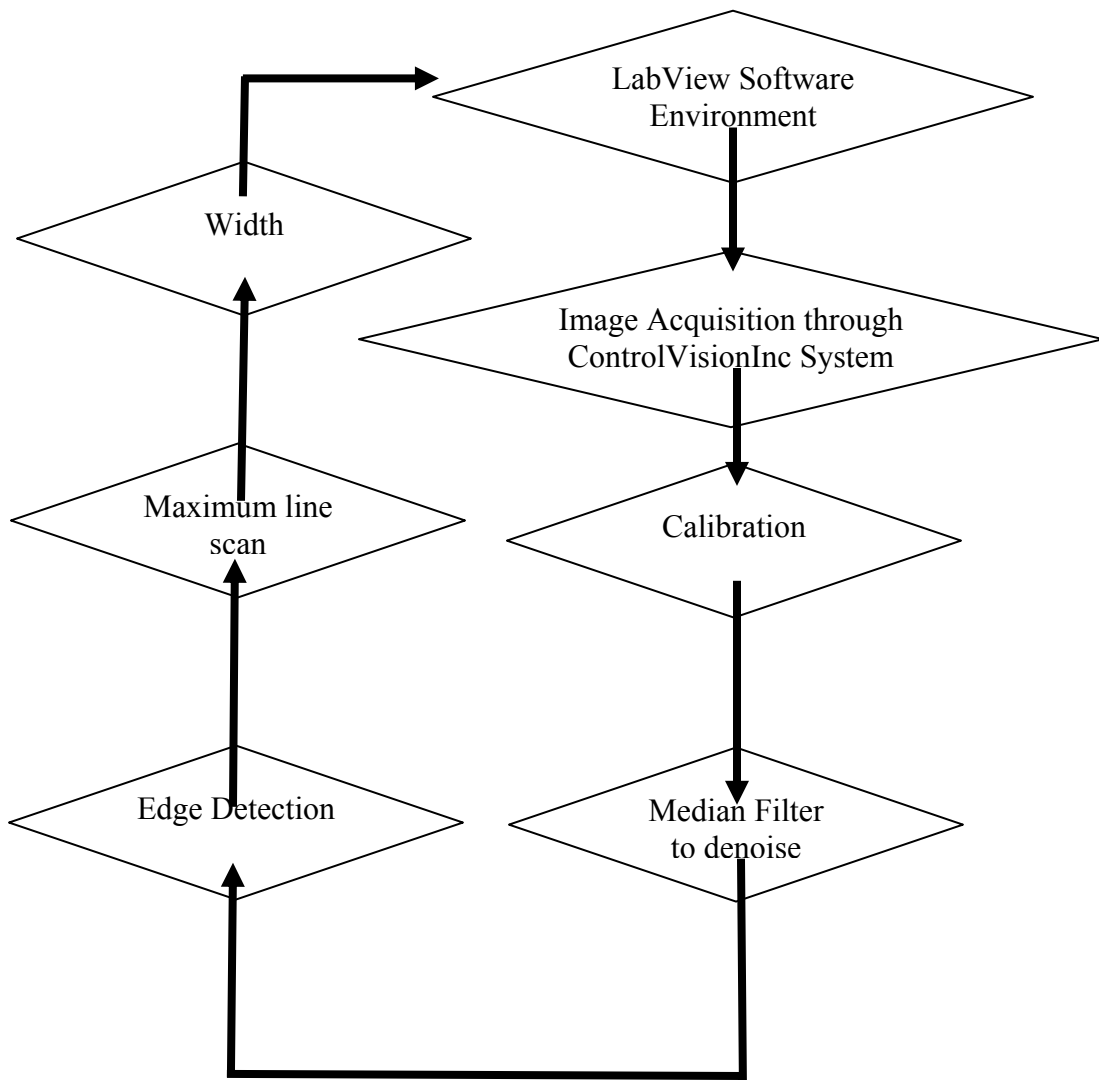 LabView Software
Environment
Image Acquisition through
ControlVisionInc System
Calibration
Median Filter
to denoise
Edge Detection
Maximum line
scan
Width